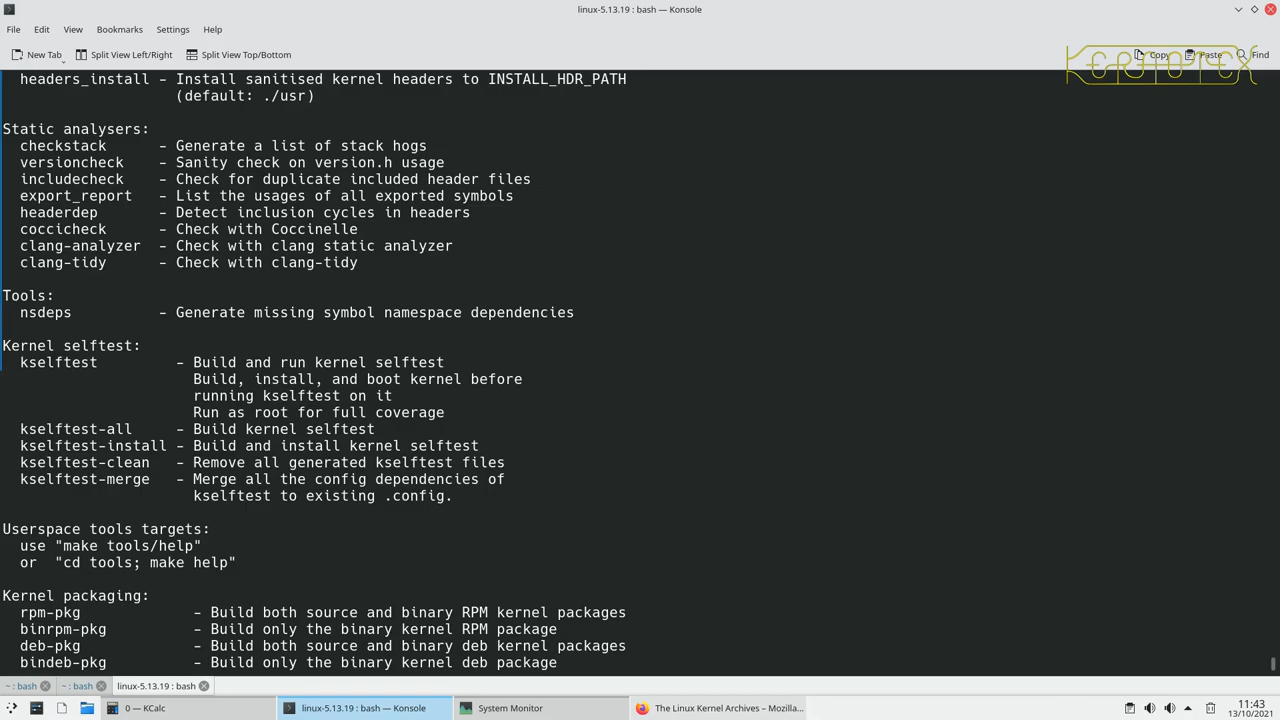 linux-5.13.19 : bash — Konsole
File Edit View Bookmarks Settings Help
New Tab Split View Left/Right Split View Top/Bottom Copy Paste Find
headers_install - Install sanitised kernel headers to INSTALL_HDR_PATH
(default: ./usr)
Static analysers:
checkstack - Generate a list of stack hogs
versioncheck - Sanity check on version.h usage
includecheck - Check for duplicate included header files
export_report - List the usages of all exported symbols
headerdep - Detect inclusion cycles in headers
coccicheck - Check with Coccinelle
clang-analyzer - Check with clang static analyzer
clang-tidy - Check with clang-tidy
Tools:
nsdeps - Generate missing symbol namespace dependencies
Kernel selftest:
kselftest - Build and run kernel selftest
Build, install, and boot kernel before
running kselftest on it
Run as root for full coverage
kselftest-all - Build kernel selftest
kselftest-install - Build and install kernel selftest
kselftest-clean - Remove all generated kselftest files
kselftest-merge - Merge all the config dependencies of
kselftest to existing .config.
Userspace tools targets:
use "make tools/help"
or "cd tools; make help"
Kernel packaging:
rpm-pkg - Build both source and binary RPM kernel packages
binrpm-pkg - Build only the binary kernel RPM package
deb-pkg - Build both source and binary deb kernel packages
bindeb-pkg - Build only the binary kernel deb package
~ : bash ~ : bash linux-5.13.19 : bash
0 — KCalc linux-5.13.19 : bash — Konsole System Monitor The Linux Kernel Archives – Mozilla... 11:43
13/10/2021